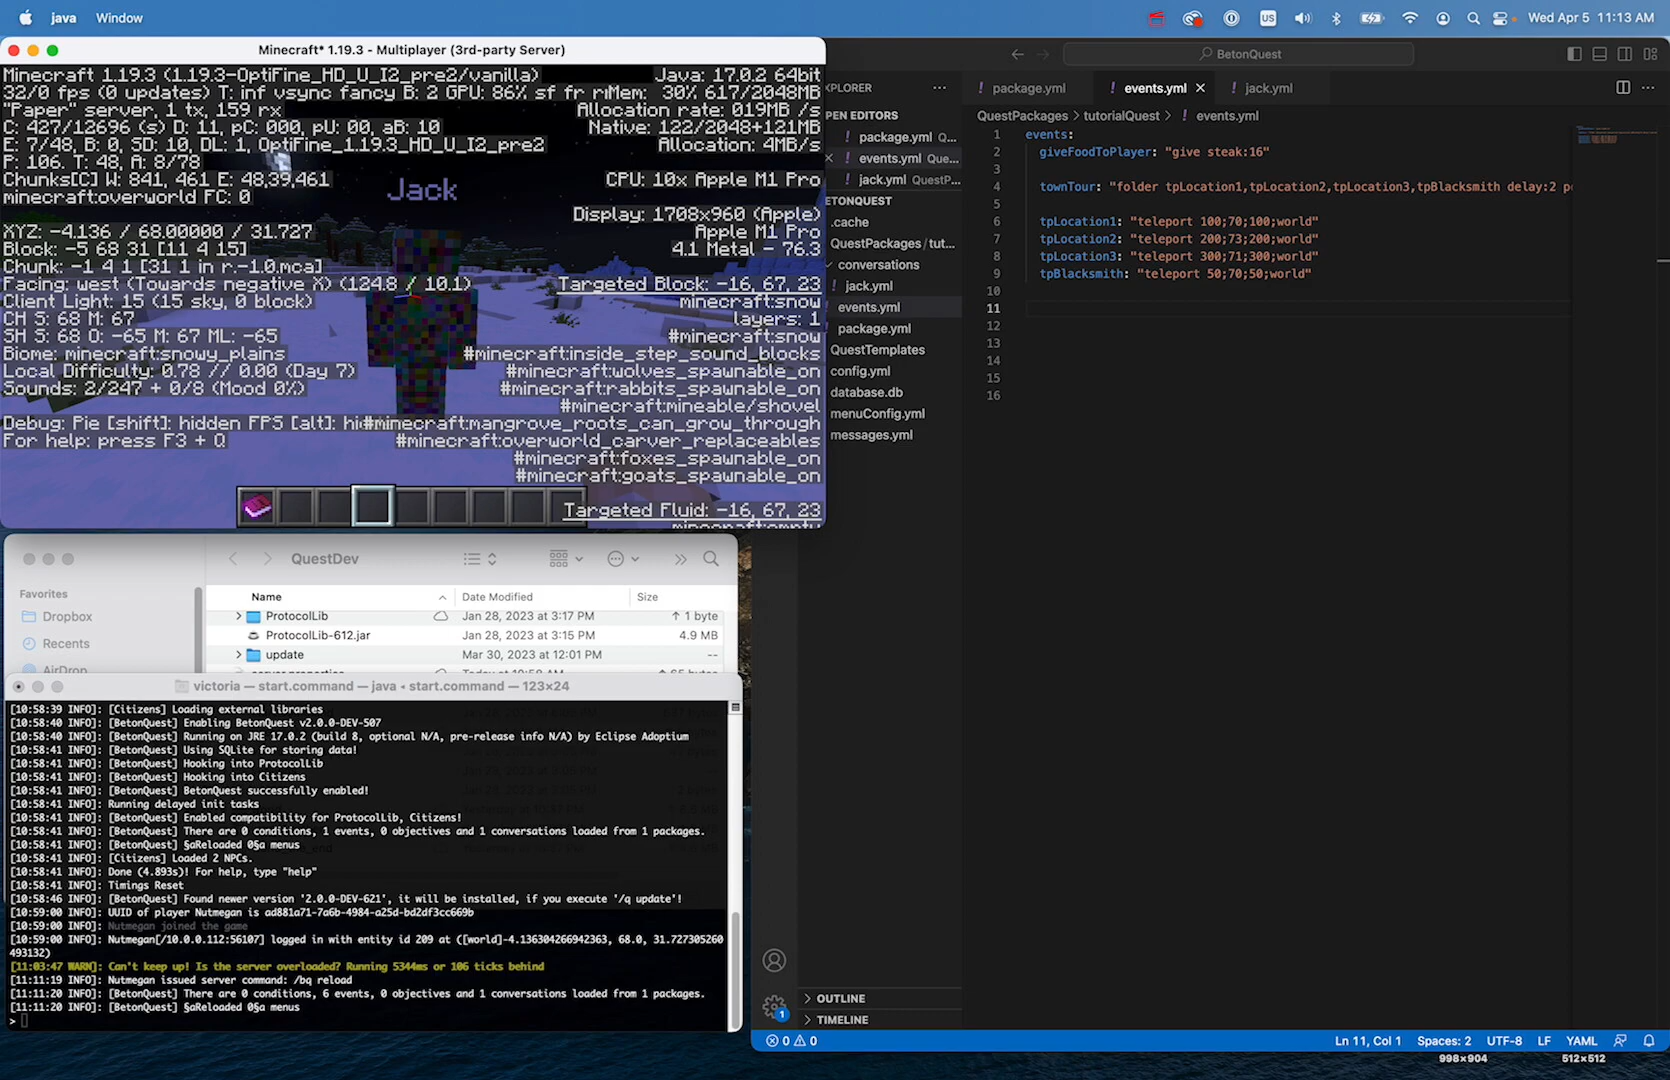 java Window
US
Wed Apr 5 11:13 AM
Minecraft* 1.19.3 - Multiplayer (3rd-party Server)
Minecraft 1.19.3 (1.19.3-OptiFine_HD_U_I2_pre2/vanilla)
32/0 fps (0 updates) T: inf vsync fancy B: 2 GPU: 86% sf fr
"Paper" server, 1 tx, 159 rx
C: 427/12696 (s) D: 11, pC: 000, pU: 00, aB: 10
E: 7/48, B: 0, SD: 10, DL: 1, OptiFine_1.19.3_HD_U_I2_pre2
P: 106. T: 48, A: 8/78
Chunks[C] W: 841, 461 E: 48,39,461
minecraft:overworld FC: 0
XYZ: -4.136 / 68.00000 / 31.727
Block: -5 68 31 [11 4 15]
Chunk: -1 4 1 [31 1 in r.-1.0.mca]
Facing: west (Towards negative X) (124.8 / 10.1)
Client Light: 15 (15 sky, 0 block)
CH S: 68 M: 67
SH S: 68 O: -65 M: 67 ML: -65
Biome: minecraft:snowy_plains
Local Difficulty: 0.78 // 0.00 (Day 7)
Sounds: 2/247 + 0/8 (Mood 0%)
Debug: Pie [shift]: hidden FPS [alt]:
For help: press F3 + Q
Java: 17.0.2 64bit
Mem: 30% 617/2048MB
Allocation rate: 019MB /s
Native: 122/2048+121MB
Allocation: 4MB/s
CPU: 10x Apple M1 Pro
Display: 1708x960 (Apple)
Apple M1 Pro
4.1 Metal - 76.3
Targeted Block: -16, 67, 23
minecraft:snow
layers: 1
#minecraft:snow
#minecraft:inside_step_sound_blocks
#minecraft:wolves_spawnable_on
#minecraft:rabbits_spawnable_on
#minecraft:mineable/shovel
#minecraft:mangrove_roots_can_grow_through
#minecraft:overworld_carver_replaceables
#minecraft:foxes_spawnable_on
#minecraft:goats_spawnable_on
Targeted Fluid: -16, 67, 23
minecraft:empty
Jack
BetonQuest
XPLORER
PEN EDITORS
package.yml Q...
events.yml Que...
jack.yml QuestP...
ETONQUEST
.cache
QuestPackages / tut...
conversations
jack.yml
events.yml
package.yml
QuestTemplates
config.yml
database.db
menuConfig.yml
messages.yml
OUTLINE
TIMELINE
1
package.yml
events.yml
jack.yml
QuestPackages > tutorialQuest > events.yml
1 events:
2 giveFoodToPlayer: "give steak:16"
3
4 townTour: "folder tpLocation1,tpLocation2,tpLocation3,tpBlacksmith delay:2 pe
5
6 tpLocation1: "teleport 100;70;100;world"
7 tpLocation2: "teleport 200;73;200;world"
8 tpLocation3: "teleport 300;71;300;world"
9 tpBlacksmith: "teleport 50;70;50;world"
10
11
12
13
14
15
16
0 0
Ln 11, Col 1 Spaces: 2 UTF-8 LF YAML
998×904 512×512
QuestDev
Favorites
Dropbox
Recents
AirDrop
Name Date Modified Size
ProtocolLib Jan 28, 2023 at 3:17 PM 1 byte
ProtocolLib-612.jar Jan 28, 2023 at 3:15 PM 4.9 MB
update Mar 30, 2023 at 12:01 PM --
victoria — start.command — java ◂ start.command — 123×24
[10:58:39 INFO]: [Citizens] Loading external libraries
[10:58:40 INFO]: [BetonQuest] Enabling BetonQuest v2.0.0-DEV-507
[10:58:40 INFO]: [BetonQuest] Running on JRE 17.0.2 (build 8, optional N/A, pre-release info N/A) by Eclipse Adoptium
[10:58:41 INFO]: [BetonQuest] Using SQLite for storing data!
[10:58:41 INFO]: [BetonQuest] Hooking into ProtocolLib
[10:58:41 INFO]: [BetonQuest] Hooking into Citizens
[10:58:41 INFO]: [BetonQuest] BetonQuest successfully enabled!
[10:58:41 INFO]: Running delayed init tasks
[10:58:41 INFO]: [BetonQuest] Enabled compatibility for ProtocolLib, Citizens!
[10:58:41 INFO]: [BetonQuest] There are 0 conditions, 1 events, 0 objectives and 1 conversations loaded from 1 packages.
[10:58:41 INFO]: [BetonQuest] §aReloaded 0§a menus
[10:58:41 INFO]: [Citizens] Loaded 2 NPCs.
[10:58:41 INFO]: Done (4.893s)! For help, type "help"
[10:58:41 INFO]: Timings Reset
[10:58:46 INFO]: [BetonQuest] Found newer version '2.0.0-DEV-621', it will be installed, if you execute '/q update'!
[10:59:00 INFO]: UUID of player Nutmegan is ad881a71-7a6b-4984-a25d-bd2df3cc669b
[10:59:00 INFO]: Nutmegan joined the game
[10:59:00 INFO]: Nutmegan[/10.0.0.112:56107] logged in with entity id 209 at ([world]-4.136304266942363, 68.0, 31.727305260
493132)
[11:03:47 WARN]: Can't keep up! Is the server overloaded? Running 5344ms or 106 ticks behind
[11:11:19 INFO]: Nutmegan issued server command: /bq reload
[11:11:20 INFO]: [BetonQuest] There are 0 conditions, 6 events, 0 objectives and 1 conversations loaded from 1 packages.
[11:11:20 INFO]: [BetonQuest] §aReloaded 0§a menus
>